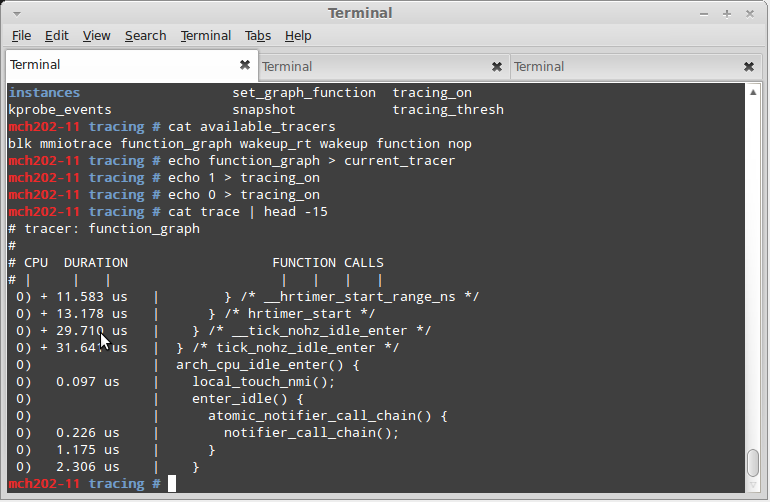 Terminal
File Edit View Search Terminal Tabs Help
Terminal Terminal Terminal
instances set_graph_function tracing_on
kprobe_events snapshot tracing_thresh
mch202-11 tracing # cat available_tracers
blk mmiotrace function_graph wakeup_rt wakeup function nop
mch202-11 tracing # echo function_graph > current_tracer
mch202-11 tracing # echo 1 > tracing_on
mch202-11 tracing # echo 0 > tracing_on
mch202-11 tracing # cat trace | head -15
# tracer: function_graph
#
# CPU  DURATION                  FUNCTION CALLS
# |     |   |                     |   |   |   |
 0) + 11.583 us   |        } /* __hrtimer_start_range_ns */
 0) + 13.178 us   |      } /* hrtimer_start */
 0) + 29.710 us   |    } /* __tick_nohz_idle_enter */
 0) + us   |  } /* tick_nohz_idle_enter */
 0)               |  arch_cpu_idle_enter() {
 0)   0.097 us    |    local_touch_nmi();
 0)               |    enter_idle() {
 0)               |      atomic_notifier_call_chain() {
 0)   0.226 us    |        notifier_call_chain();
 0)   1.175 us    |      }
 0)   2.306 us    |    }
mch202-11 tracing #